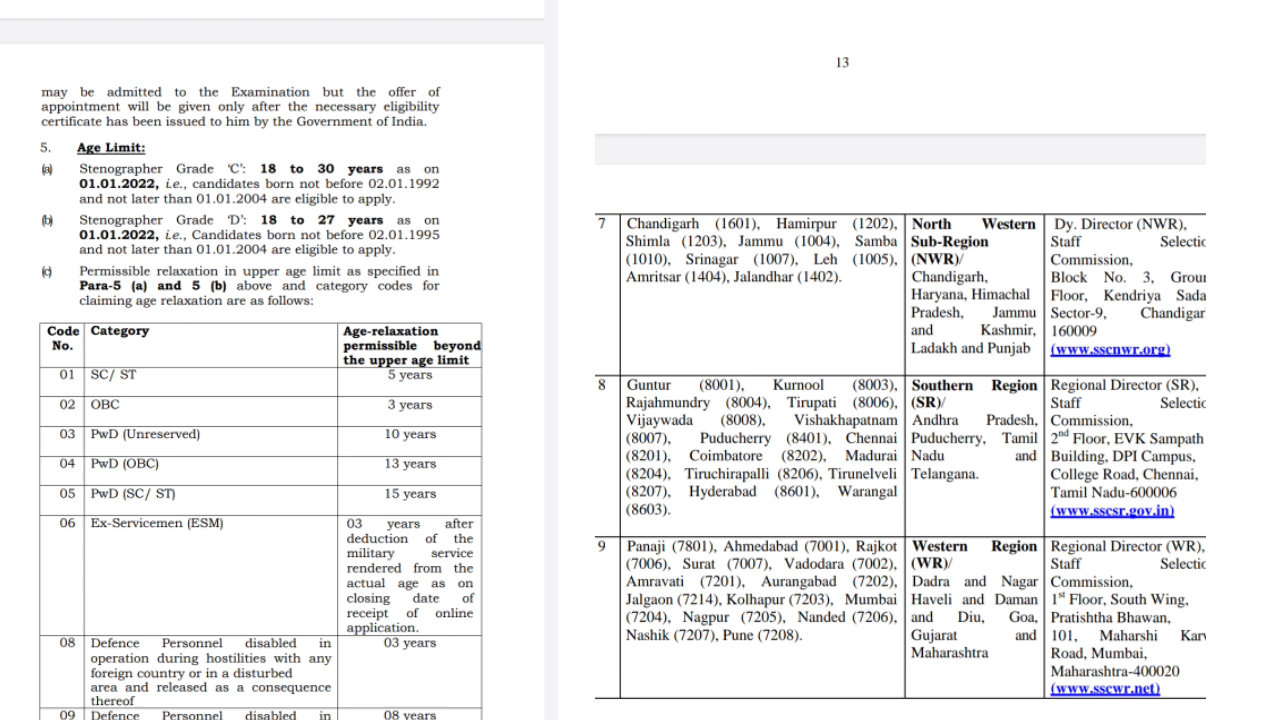 may be admitted to the Examination but the offer of
appointment will be given only after the necessary eligibility
certificate has been issued to him by the Government of India.
5. Age Limit:
(a) Stenographer Grade ‘C’: 18 to 30 years as on
01.01.2022, i.e., candidates born not before 02.01.1992
and not later than 01.01.2004 are eligible to apply.
(b) Stenographer Grade ‘D’: 18 to 27 years as on
01.01.2022, i.e., Candidates born not before 02.01.1995
and not later than 01.01.2004 are eligible to apply.
(c) Permissible relaxation in upper age limit as specified in
Para-5 (a) and 5 (b) above and category codes for
claiming age relaxation are as follows:
Code Category Age-relaxation
No. permissible beyond
the upper age limit
01 SC/ ST 5 years
02 OBC 3 years
03 PwD (Unreserved) 10 years
04 PwD (OBC) 13 years
05 PwD (SC/ ST) 15 years
06 Ex-Servicemen (ESM) 03 years after
deduction of the
military service
rendered from the
actual age as on
closing date of
receipt of online
application.
08 Defence Personnel disabled in 03 years
operation during hostilities with any
foreign country or in a disturbed
area and released as a consequence
thereof
09 Defence Personnel disabled in 08 years
13
7 Chandigarh (1601), Hamirpur (1202), North Western Dy. Director (NWR),
Shimla (1203), Jammu (1004), Samba Sub-Region Staff Selectio
(1010), Srinagar (1007), Leh (1005), (NWR)/ Commission,
Amritsar (1404), Jalandhar (1402). Chandigarh, Block No. 3, Groun
Haryana, Himachal Floor, Kendriya Sada
Pradesh, Jammu Sector-9, Chandigar
and Kashmir, 160009
Ladakh and Punjab (www.sscnwr.org)
8 Guntur (8001), Kurnool (8003), Southern Region Regional Director (SR),
Rajahmundry (8004), Tirupati (8006), (SR)/ Staff Selectio
Vijaywada (8008), Vishakhapatnam Andhra Pradesh, Commission,
(8007), Puducherry (8401), Chennai Puducherry, Tamil 2nd Floor, EVK Sampath
(8201), Coimbatore (8202), Madurai Nadu and Building, DPI Campus,
(8204), Tiruchirapalli (8206), Tirunelveli Telangana. College Road, Chennai,
(8207), Hyderabad (8601), Warangal Tamil Nadu-600006
(8603). (www.sscsr.gov.in)
9 Panaji (7801), Ahmedabad (7001), Rajkot Western Region Regional Director (WR),
(7006), Surat (7007), Vadodara (7002), (WR)/ Staff Selectio
Amravati (7201), Aurangabad (7202), Dadra and Nagar Commission,
Jalgaon (7214), Kolhapur (7203), Mumbai Haveli and Daman 1st Floor, South Wing,
(7204), Nagpur (7205), Nanded (7206), and Diu, Goa, Pratishtha Bhawan,
Nashik (7207), Pune (7208). Gujarat and 101, Maharshi Karv
Maharashtra Road, Mumbai,
Maharashtra-400020
(www.sscwr.net)